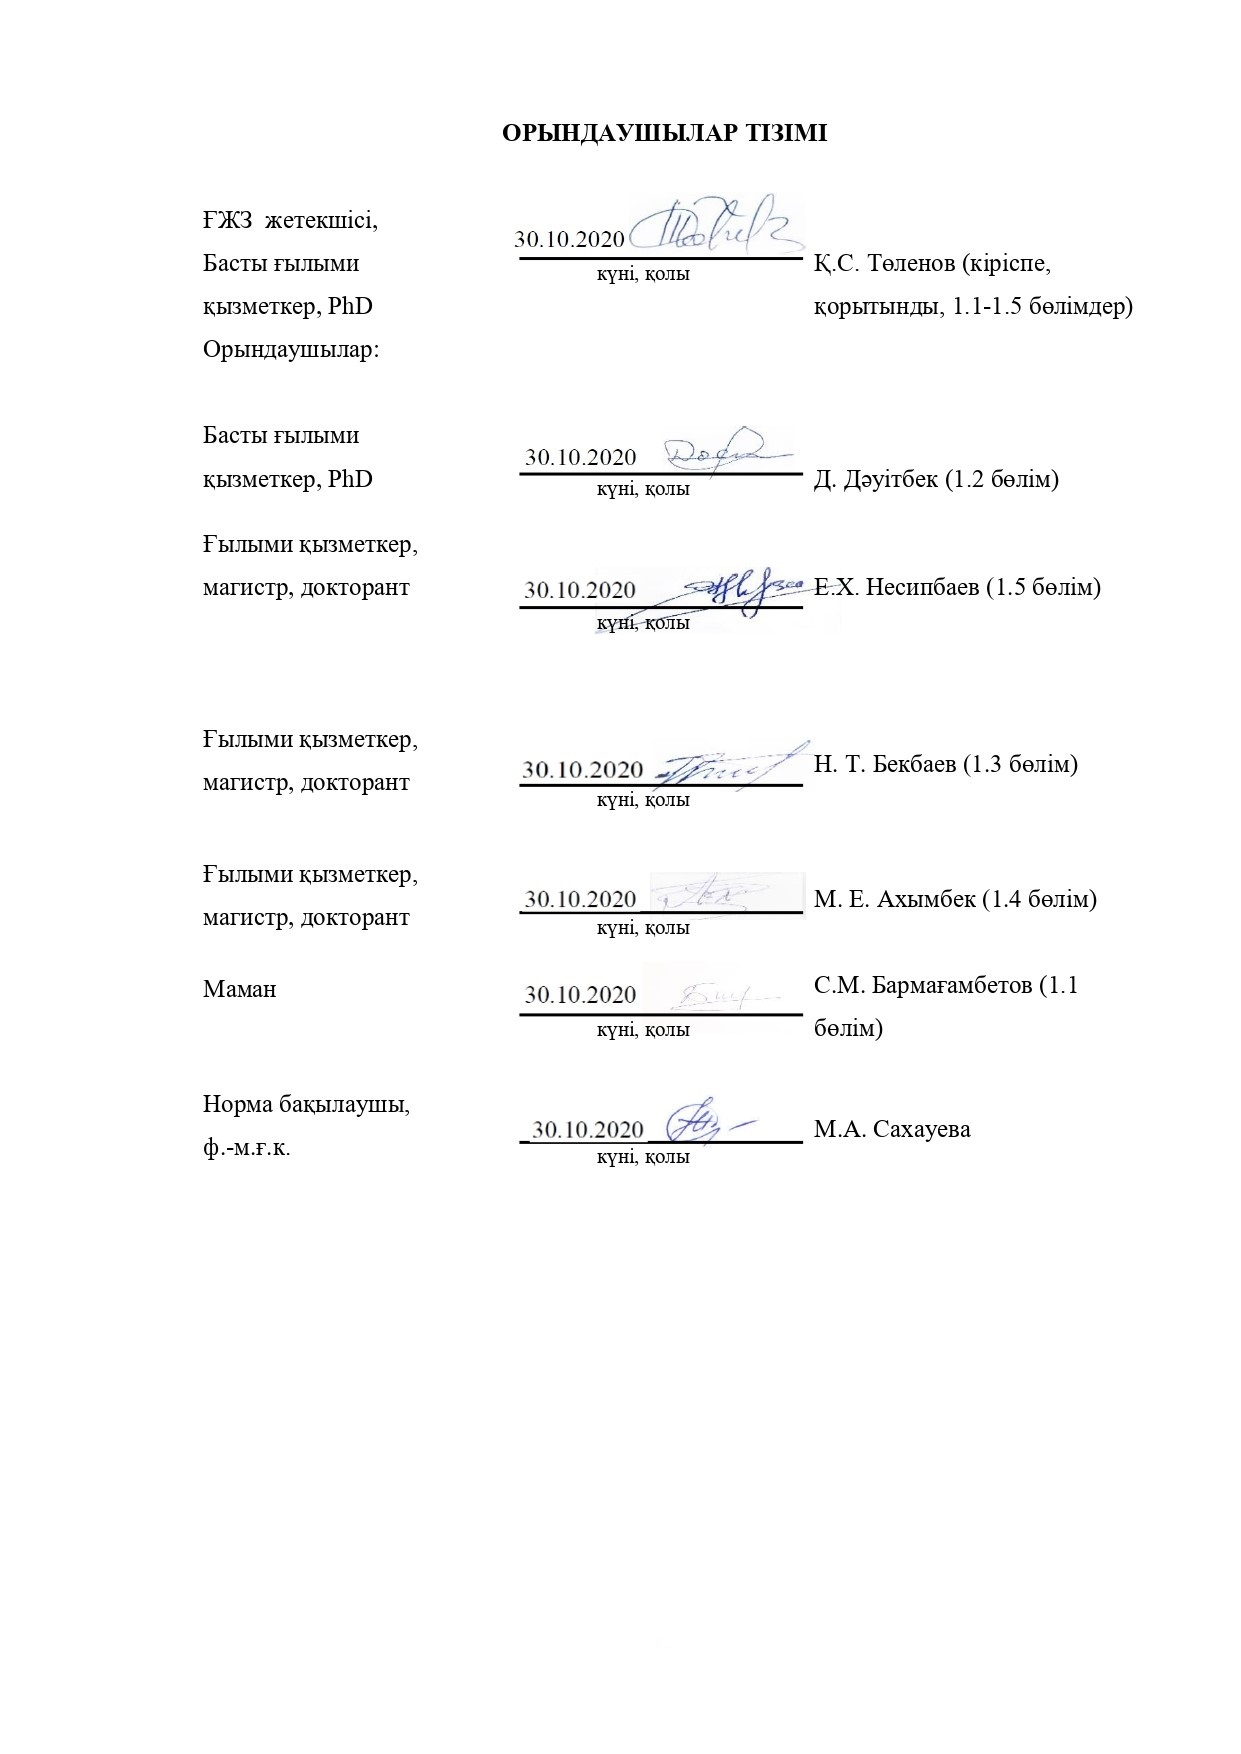 ОРЫНДАУШЫЛАР ТІЗІМІ
ҒЖЗ жетекшісі,
Басты ғылыми
қызметкер, PhD
30.10.2020
күні, қолы
Қ.С. Төленов (кіріспе,
қорытынды, 1.1-1.5 бөлімдер)
Орындаушылар:
Басты ғылыми
қызметкер, PhD
30.10.2020
күні, қолы
Д. Дәуітбек (1.2 бөлім)
Ғылыми қызметкер,
магистр, докторант
30.10.2020
күні, қолы
Е.Х. Несипбаев (1.5 бөлім)
Ғылыми қызметкер,
магистр, докторант
30.10.2020
күні, қолы
Н. Т. Бекбаев (1.3 бөлім)
Ғылыми қызметкер,
магистр, докторант
30.10.2020
күні, қолы
М. Е. Ахымбек (1.4 бөлім)
Маман
30.10.2020
күні, қолы
С.М. Бармағамбетов (1.1
бөлім)
Норма бақылаушы,
ф.-м.ғ.к.
30.10.2020
күні, қолы
М.А. Сахауева